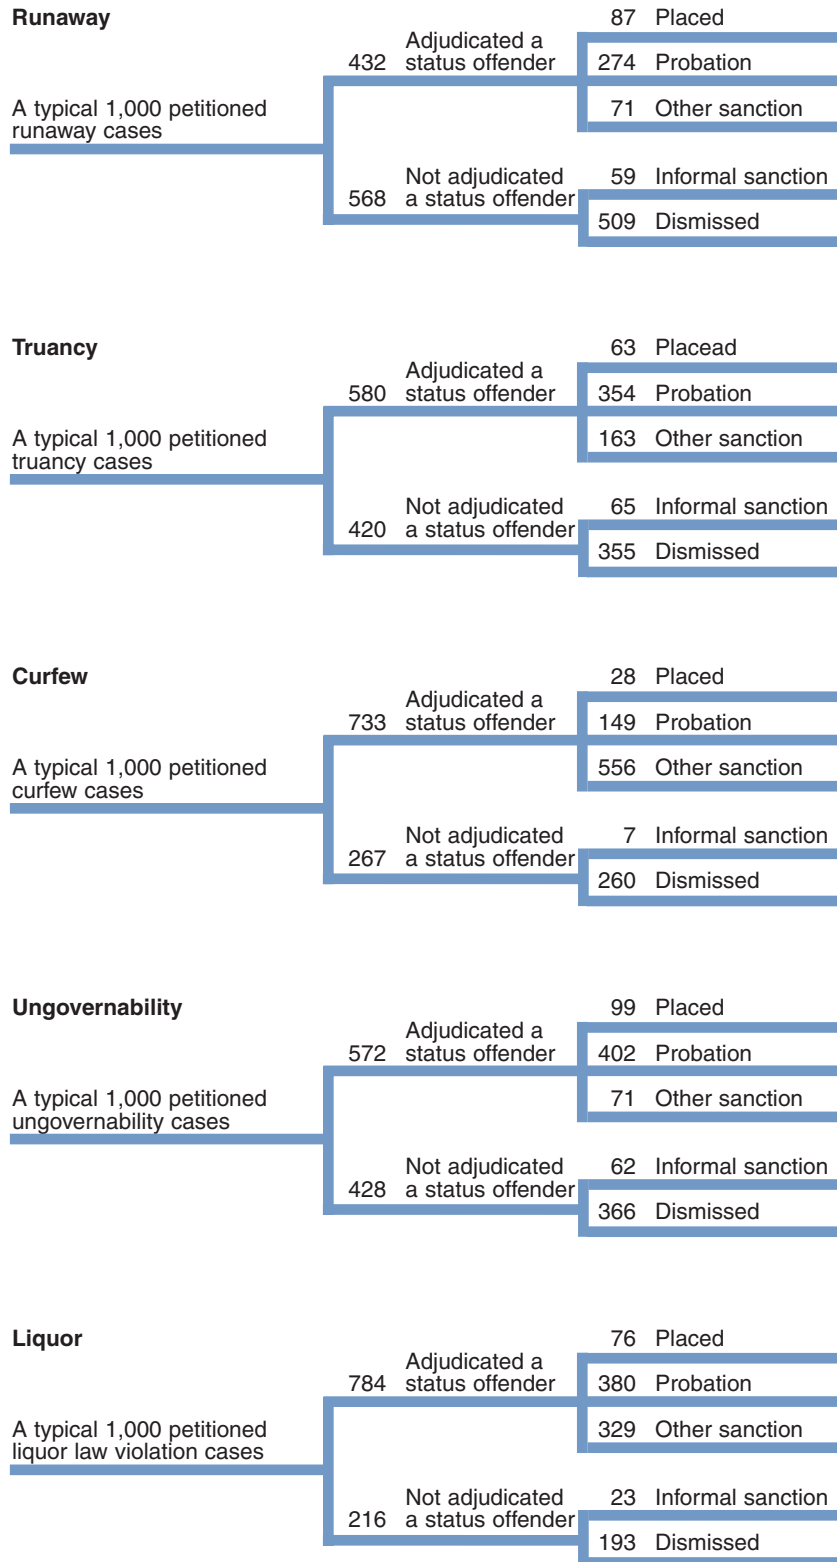 Runaway
87 Placed
Adjudicated a
432 status offender
274 Probation
A typical 1,000 petitioned
runaway cases
71 Other sanction
Not adjudicated
568 a status offender
59 Informal sanction
509 Dismissed
Truancy
63 Placead
Adjudicated a
580 status offender
354 Probation
A typical 1,000 petitioned
truancy cases
163 Other sanction
Not adjudicated
420 a status offender
65 Informal sanction
355 Dismissed
Curfew
28 Placed
Adjudicated a
733 status offender
149 Probation
A typical 1,000 petitioned
curfew cases
556 Other sanction
Not adjudicated
267 a status offender
7 Informal sanction
260 Dismissed
Ungovernability
99 Placed
Adjudicated a
572 status offender
402 Probation
A typical 1,000 petitioned
ungovernability cases
71 Other sanction
Not adjudicated
428 a status offender
62 Informal sanction
366 Dismissed
Liquor
76 Placed
Adjudicated a
784 status offender
380 Probation
A typical 1,000 petitioned
liquor law violation cases
329 Other sanction
Not adjudicated
216 a status offender
23 Informal sanction
193 Dismissed